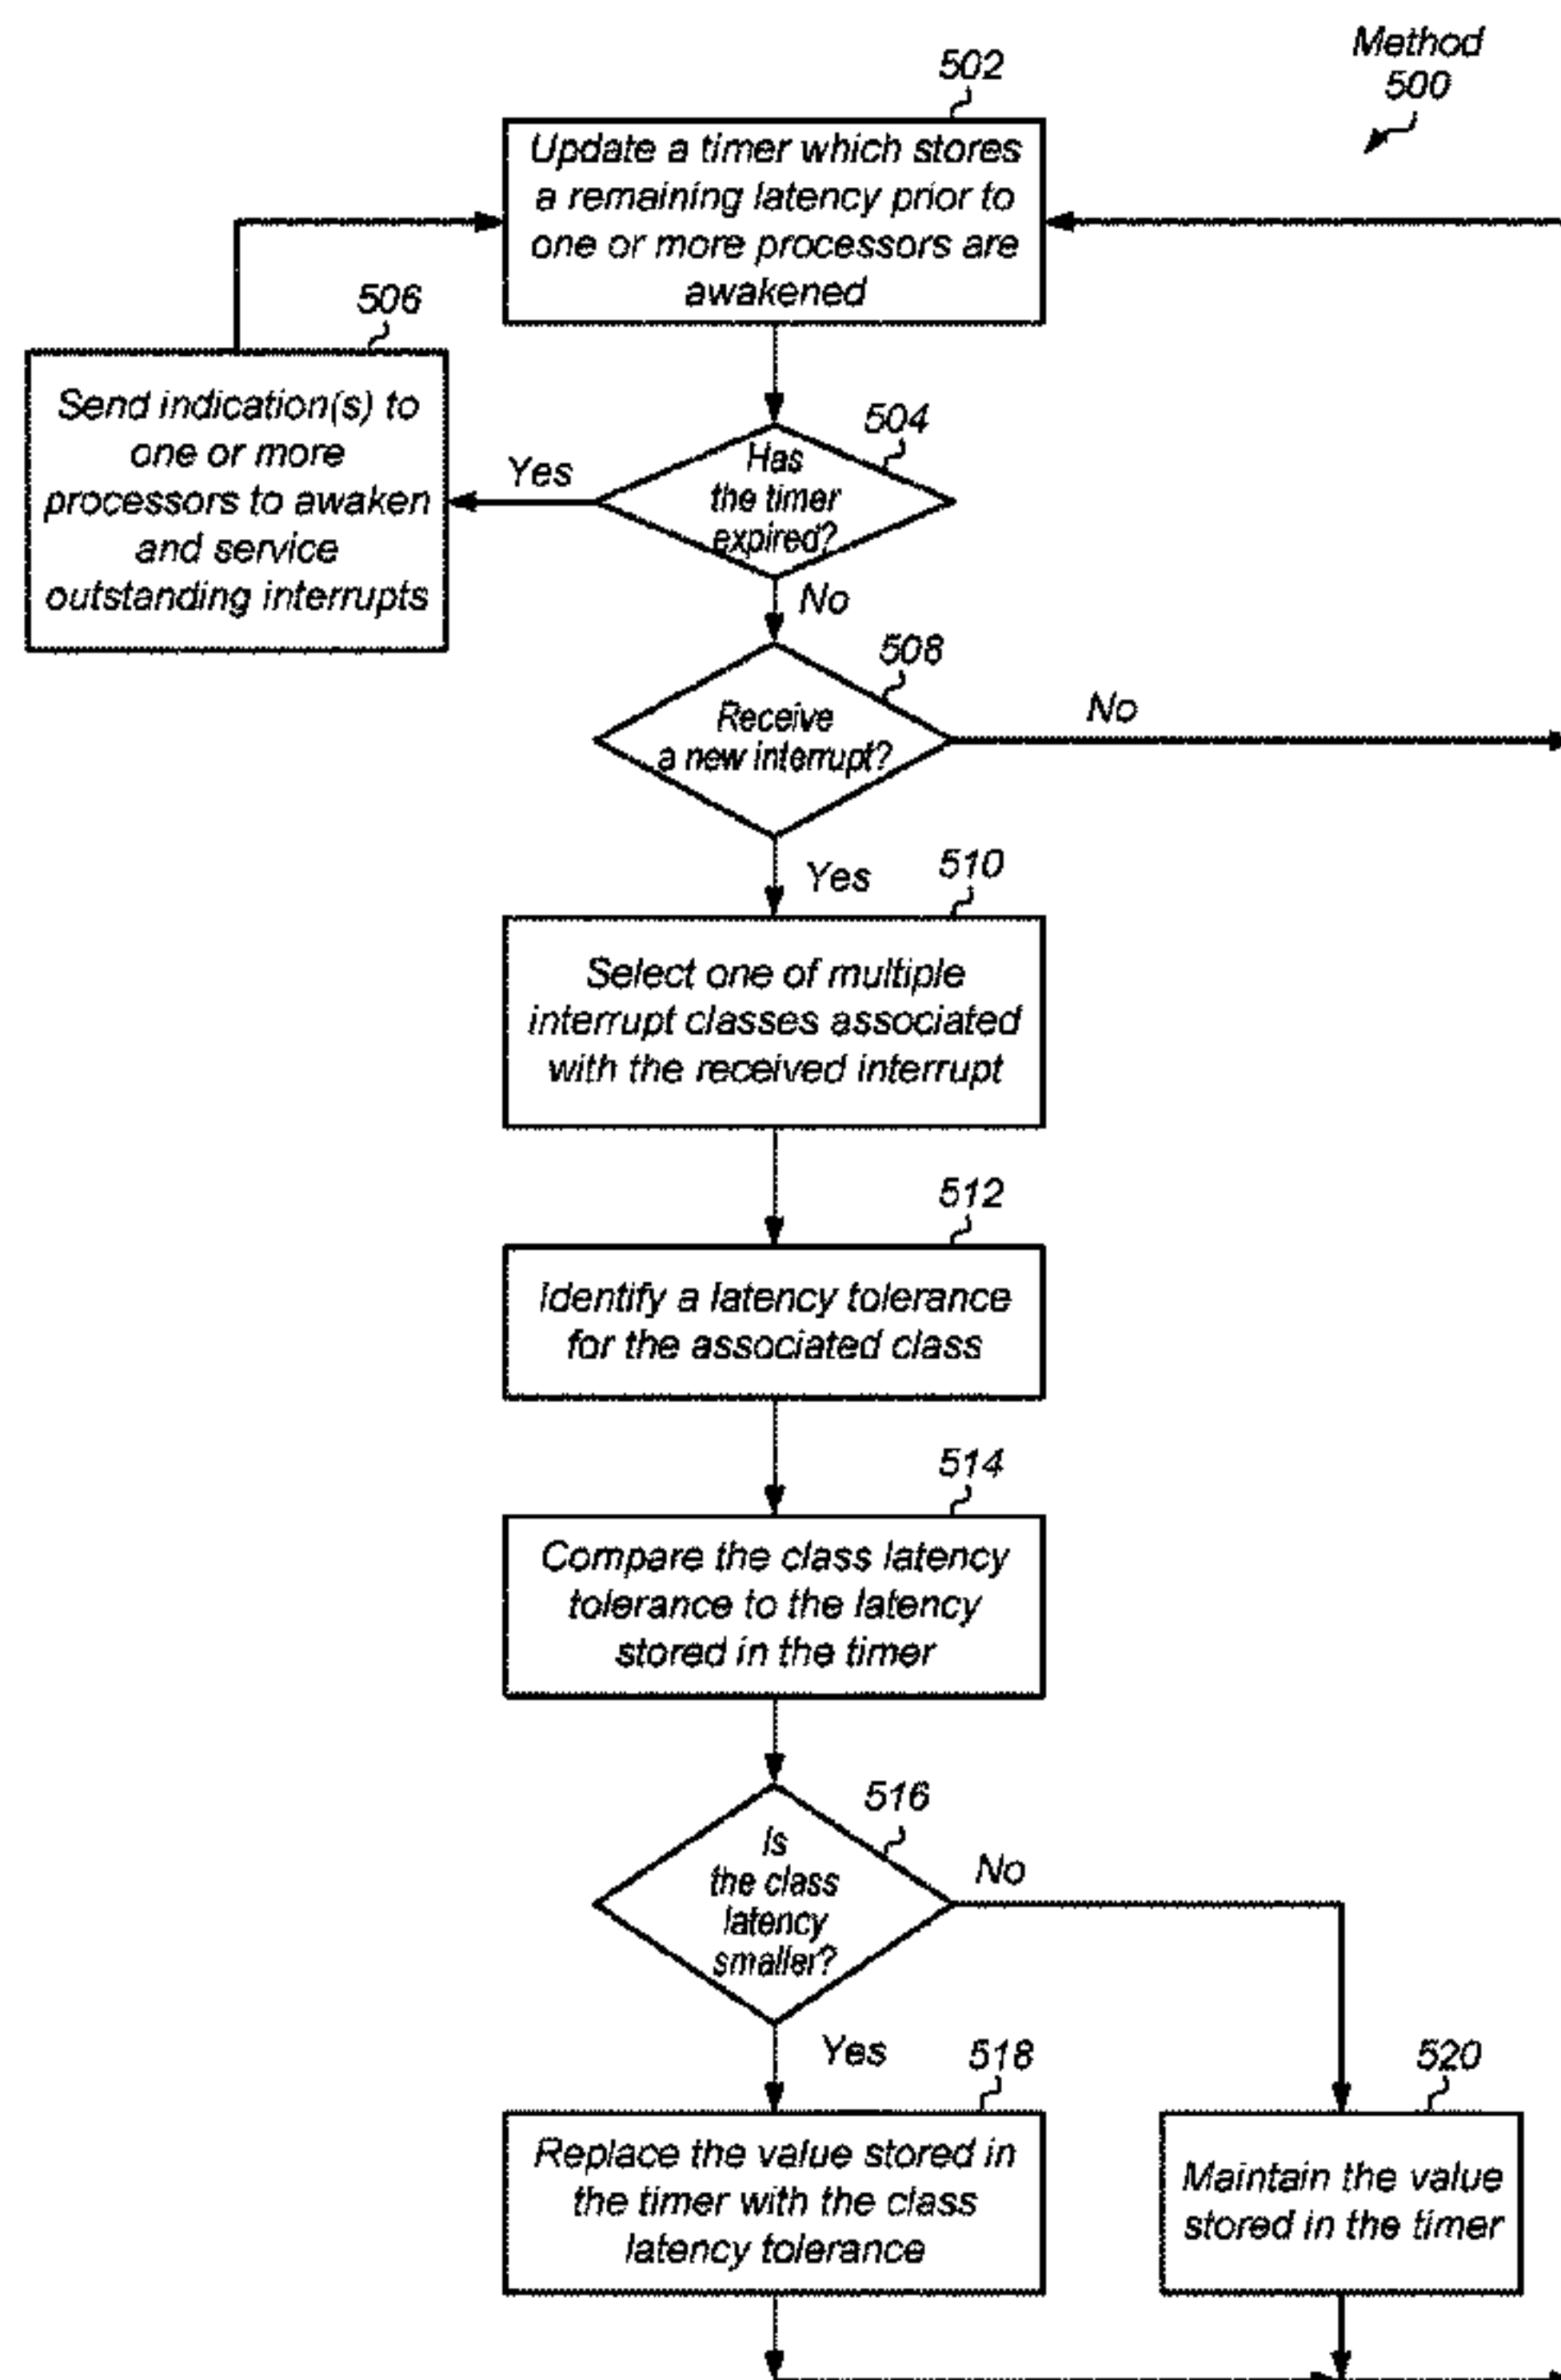 Method
500
502
Update a timer which stores
a remaining latency prior to
one or more processors are
awakened
506
Send indication(s) to
one or more
processors to awaken
and service
outstanding interrupts
504
Has
the timer
expired?
Yes
No
508
Receive
a new interrupt?
No
Yes
510
Select one of multiple
interrupt classes associated
with the received interrupt
512
Identify a latency tolerance
for the associated class
514
Compare the class latency
tolerance to the latency
stored in the timer
516
Is
the class
latency
smaller?
No
Yes
518
Replace the value stored in
the timer with the class
latency tolerance
520
Maintain the value
stored in the timer